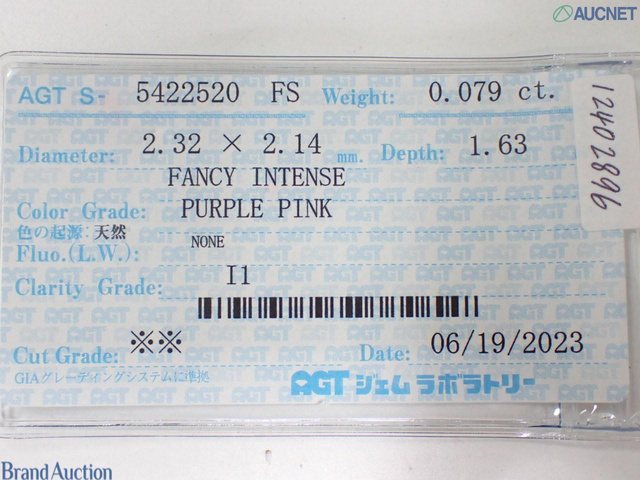 AUCNET
AGT S- 5422520 FS Weight: 0.079 ct.
Diameter: 2.32 × 2.14 mm. Depth: 1.63
FANCY INTENSE
Color Grade: PURPLE PINK
色の起源: 天然
Fluo.(L.W.): NONE
Clarity Grade: I1
Cut Grade: ※※ Date: 06/19/2023
GIAグレーディングシステムに準拠
AGT ジェムラボラトリー
12402896
Brand Auction